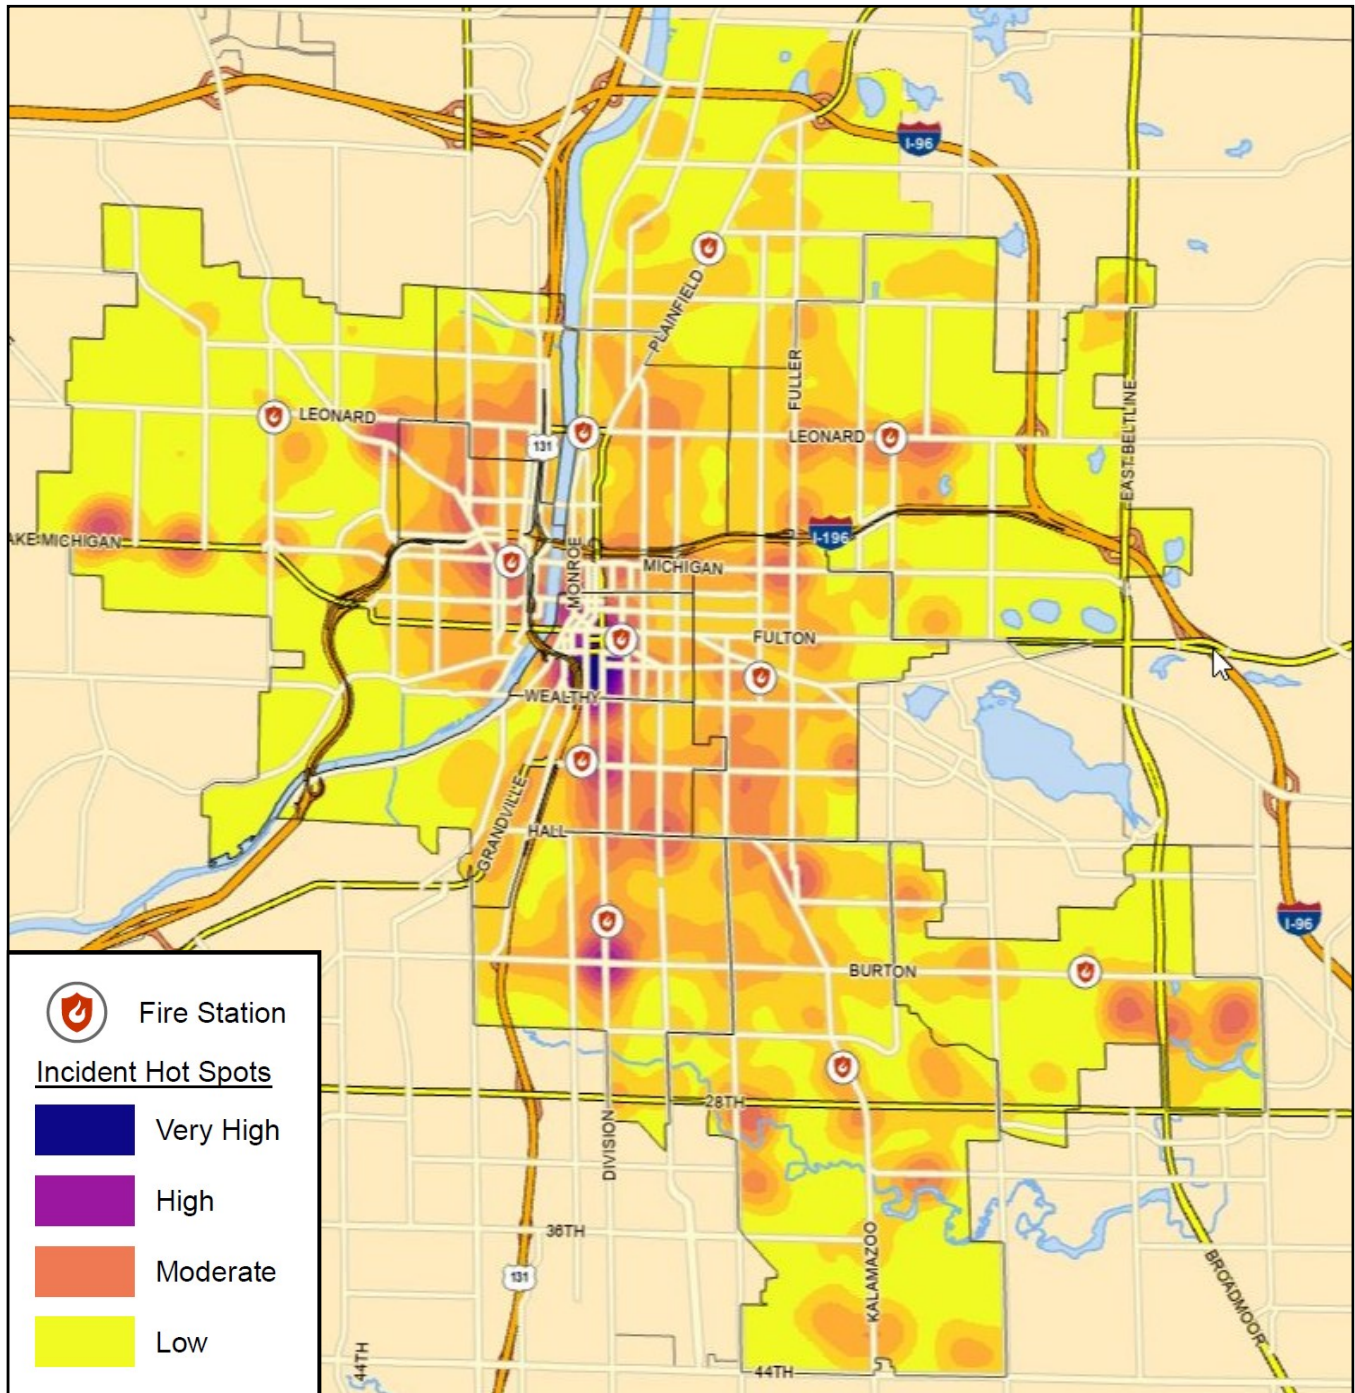 I-96
PLAINFIELD
FULLER
EAST BELTLINE
LEONARD
131
LEONARD
AKE MICHIGAN
I-196
MONROE
MICHIGAN
FULTON
WEALTHY
GRANDVILLE
HALL
I-96
BURTON
28TH
DIVISION
36TH
KALAMAZOO
131
BROADMOOR
44TH
44TH
Fire Station
Incident Hot Spots
Very High
High
Moderate
Low